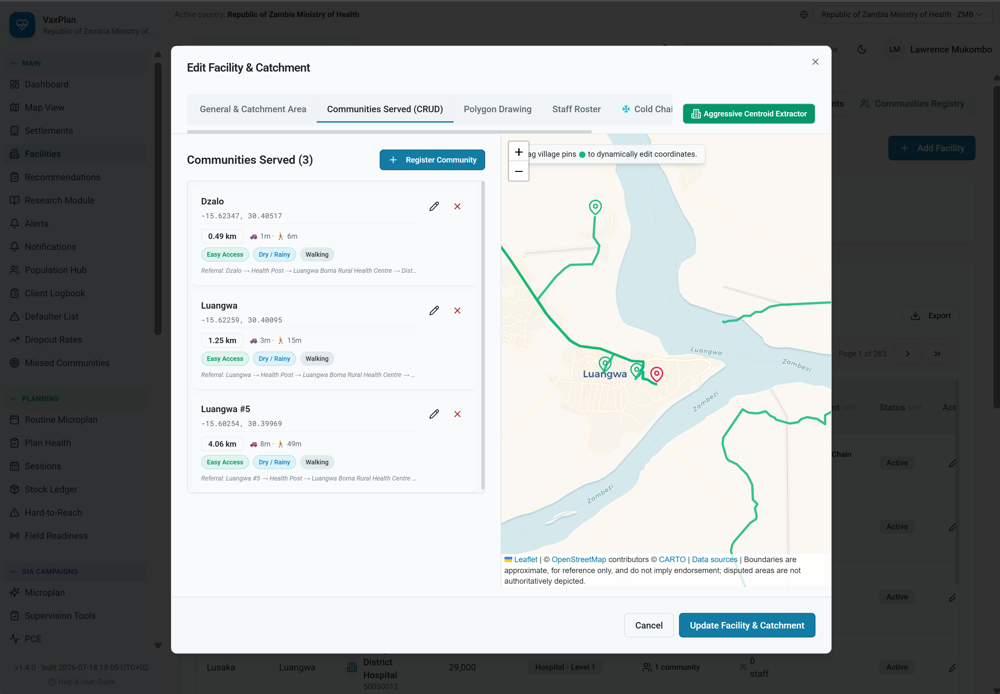 VaxPlan
Republic of Zambia Ministry of...
Active country: Republic of Zambia Ministry of Health
Republic of Zambia Ministry of Health · ZMB
LM
Lawrence Mukombo
MAIN
Dashboard
Map View
Settlements
Facilities
Recommendations
Research Module
Alerts
Notifications
Population Hub
Client Logbook
Defaulter List
Dropout Rates
Missed Communities
PLANNING
Routine Microplan
Plan Health
Sessions
Stock Ledger
Hard-to-Reach
Field Readiness
SIA CAMPAIGNS
Microplan
Supervision Tools
PCE
v1.4.0 · built 2026-07-18 18:05 UTC+02
Help & User Guide
Edit Facility & Catchment
General & Catchment Area
Communities Served (CRUD)
Polygon Drawing
Staff Roster
Cold Chai
Aggressive Centroid Extractor
Communities Served (3)
+ Register Community
Dzalo
-15.62347, 30.40517
0.49 km 1m · 6m
Easy Access Dry / Rainy Walking
Referral: Dzalo → Health Post → Luangwa Boma Rural Health Centre → Dist...
Luangwa
-15.62259, 30.40095
1.25 km 3m · 15m
Easy Access Dry / Rainy Walking
Referral: Luangwa → Health Post → Luangwa Boma Rural Health Centre → ...
Luangwa #5
-15.60254, 30.39969
4.06 km 8m · 49m
Easy Access Dry / Rainy Walking
Referral: Luangwa #5 → Health Post → Luangwa Boma Rural Health Centre ...
+
−
ag village pins to dynamically edit coordinates.
Luangwa
Zambezi
Luangwa
Zambezi
Zambezi
Leaflet | © OpenStreetMap contributors © CARTO | Data sources | Boundaries are
approximate, for reference only, and do not imply endorsement; disputed areas are not
authoritatively depicted.
Cancel
Update Facility & Catchment
nts
Communities Registry
+ Add Facility
Export
Page 1 of 283
nt sort
Status sort
Act
Chain
Active
Active
Active
Lusaka
Luangwa
District
Hospital
50050012
29,000
Hospital - Level 1
1 community
0
staff
Active